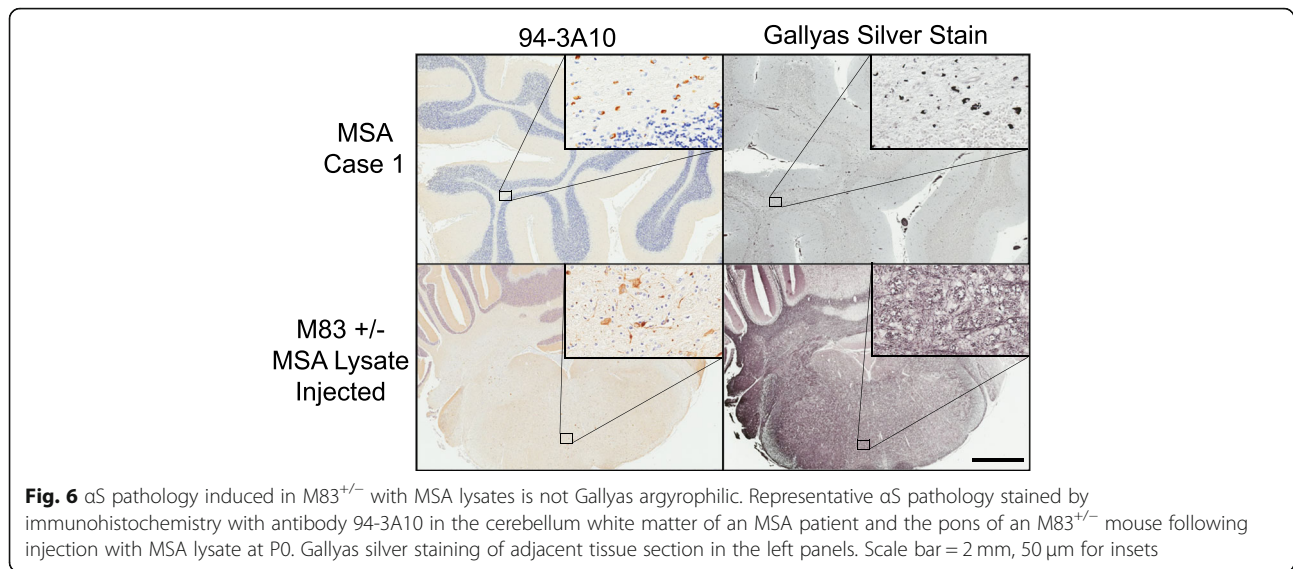 94-3A10
Gallyas Silver Stain
MSA
Case 1
M83 +/-
MSA Lysate
Injected
Fig. 6 αS pathology induced in M83+/− with MSA lysates is not Gallyas argyrophilic. Representative αS pathology stained by
immunohistochemistry with antibody 94-3A10 in the cerebellum white matter of an MSA patient and the pons of an M83+/− mouse following
injection with MSA lysate at P0. Gallyas silver staining of adjacent tissue section in the left panels. Scale bar = 2 mm, 50 μm for insets